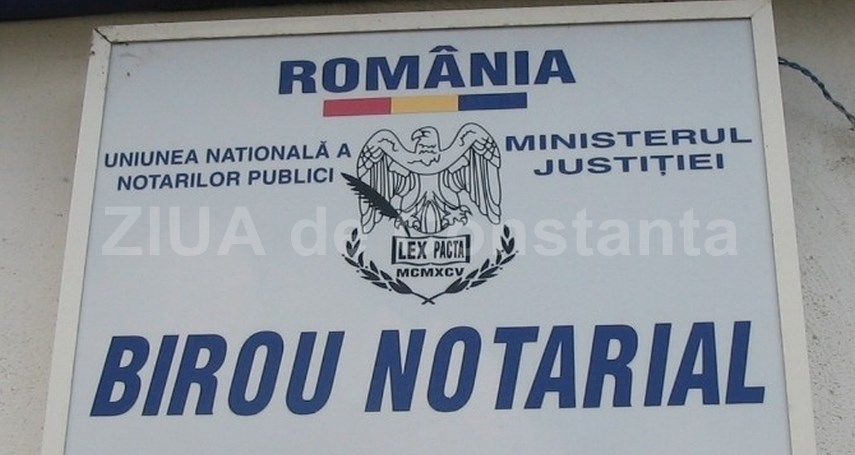 ROMÂNIA
UNIUNEA NATIONALĂ A
NOTARILOR PUBLICI
MINISTERUL
JUSTIȚIEI
LEX PACTA
MCMXCV
ZIUA de Constanta
BIROU NOTARIAL